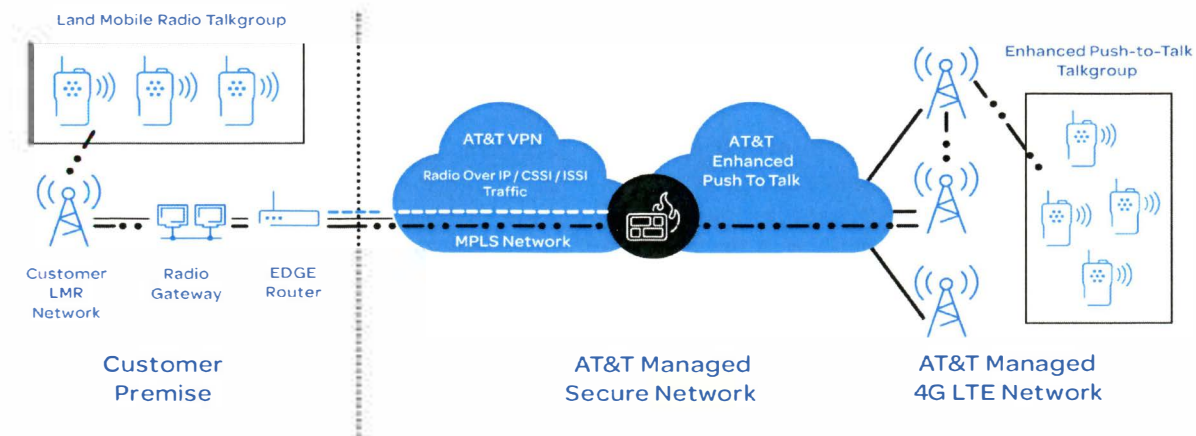 Land Mobile Radio Talkgroup
Enhanced Push-to-Talk
Talkgroup
AT&T VPN
Radio Over IP / CSSI / ISSI
Traffic
MPLS Network
AT&T
Enhanced
Push To Talk
Customer
LMR
Network
Radio
Gateway
EDGE
Router
Customer
Premise
AT&T Managed
Secure Network
AT&T Managed
4G LTE Network